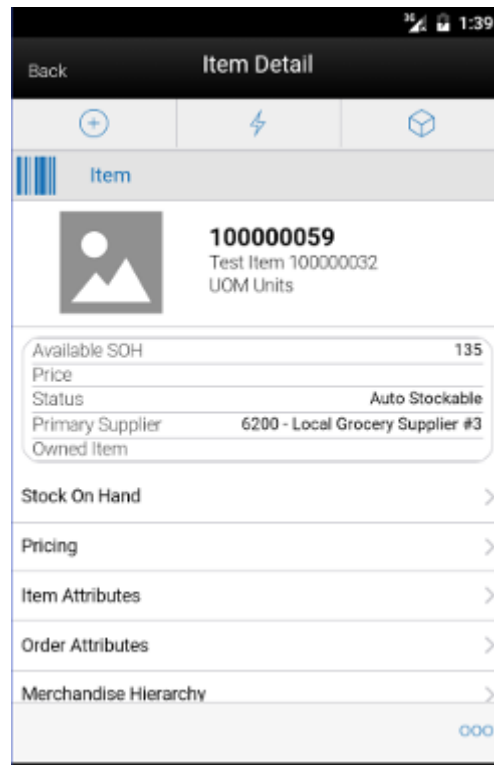 3G 1:39
Back Item Detail
Item
100000059
Test Item 100000032
UOM Units
Available SOH 135
Price
Status Auto Stockable
Primary Supplier 6200 - Local Grocery Supplier #3
Owned Item
Stock On Hand
Pricing
Item Attributes
Order Attributes
Merchandise Hierarchy